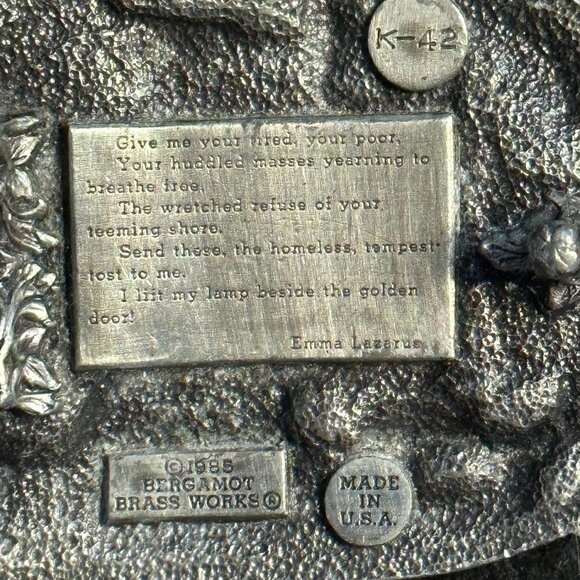 K-42
Give me your tired, your poor,
Your huddled masses yearning to
breathe free,
The wretched refuse of your
teeming shore.
Send these, the homeless, tempest-
tost to me.
I lift my lamp beside the golden
door!
Emma Lazarus
©1985
BERGAMOT
BRASS WORKS®
MADE
IN
U.S.A.